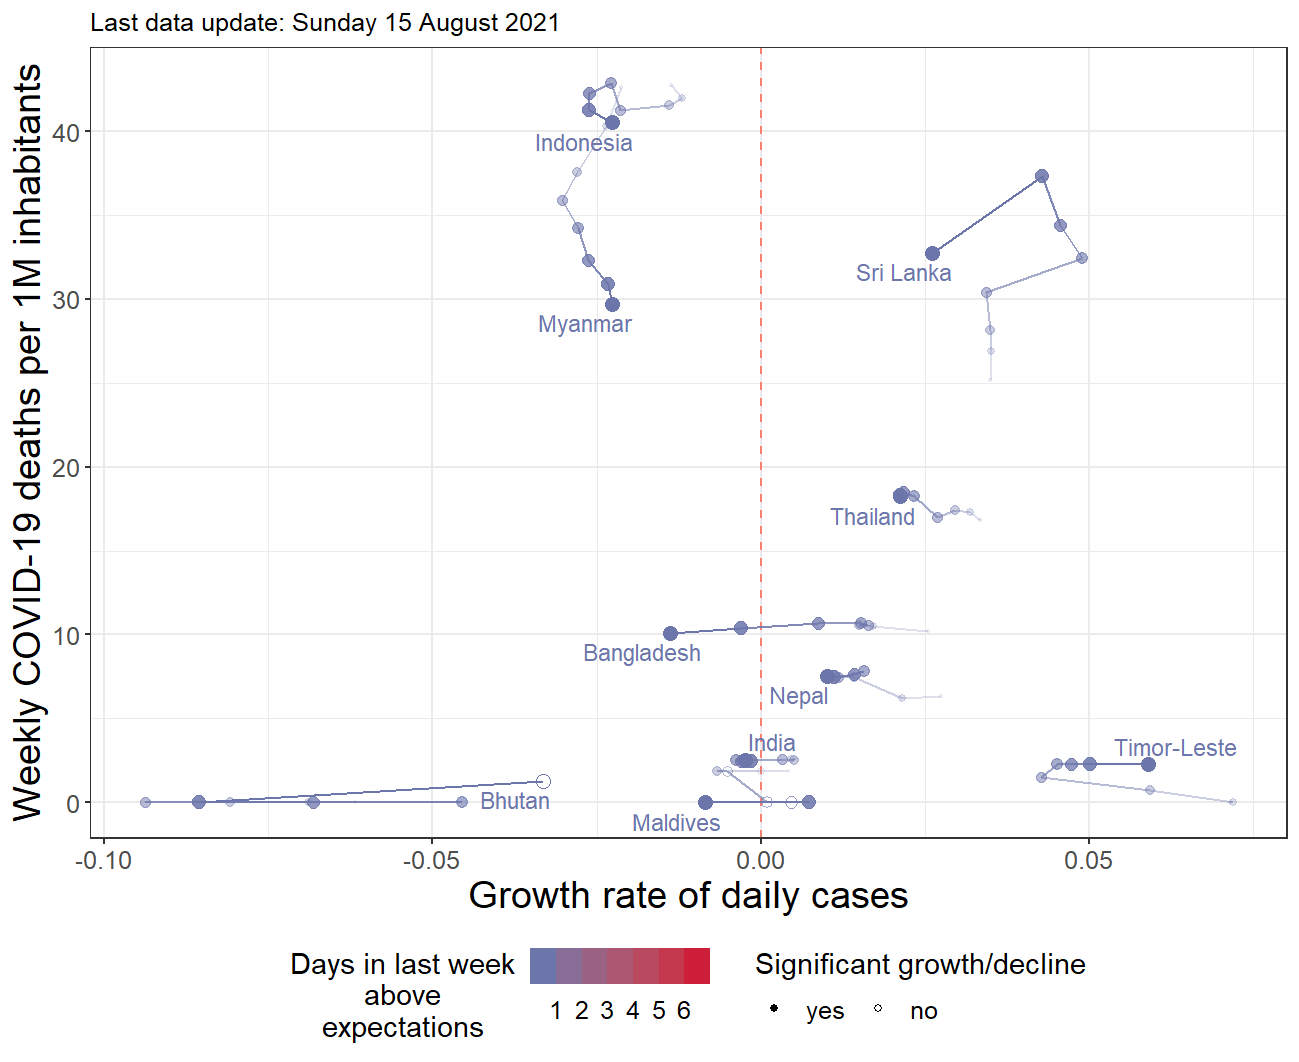 Last data update: Sunday 15 August 2021
Weekly COVID-19 deaths per 1M inhabitants
40
30
20
10
0
Indonesia
Sri Lanka
Myanmar
Thailand
Bangladesh
Nepal
India
Timor-Leste
Bhutan
Maldives
-0.10 -0.05 0.00 0.05
Growth rate of daily cases
Days in last week
above
expectations
1 2 3 4 5 6
Significant growth/decline
yes no